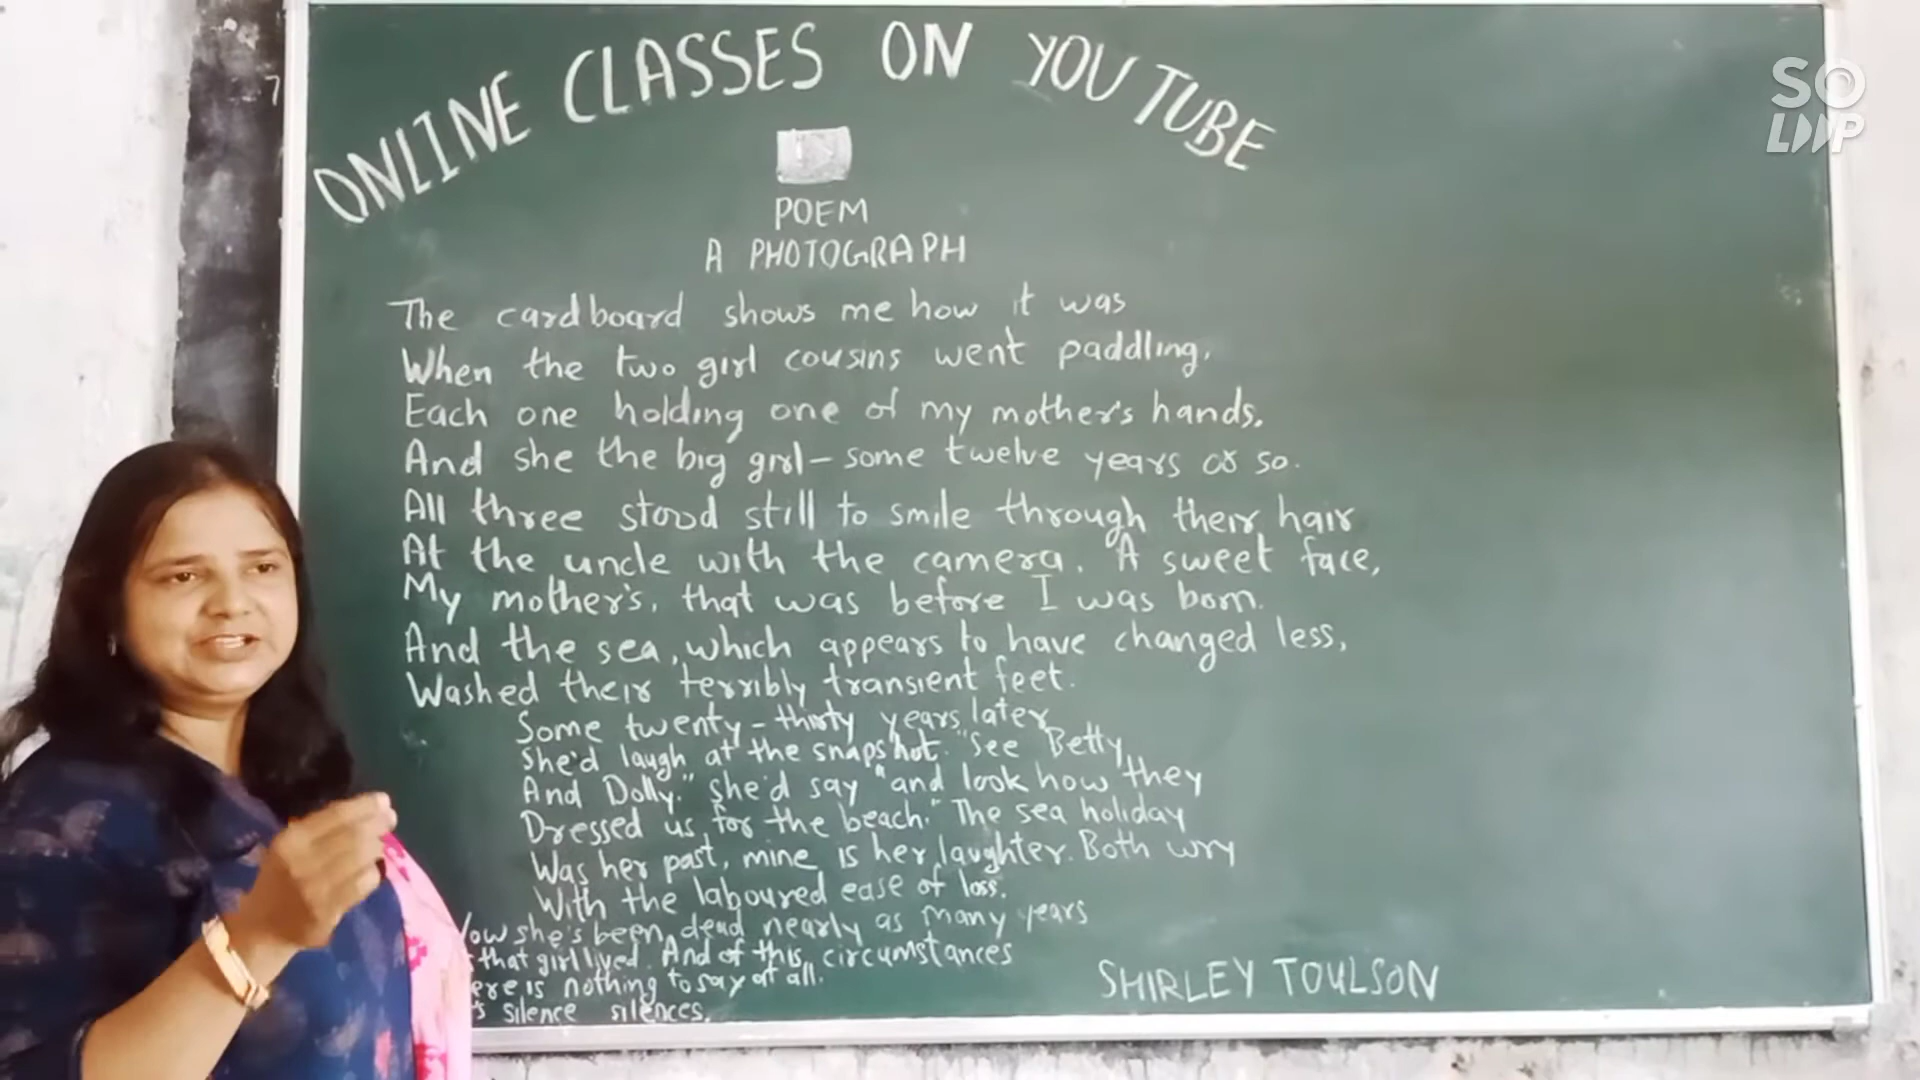 ONLINE CLASSES ON YOU TUBE
SO
LOOP
POEM
A PHOTOGRAPH
The cardboard shows me how it was
When the two girl cousins went paddling,
Each one holding one of my mother's hands,
And she the big girl - some twelve years or so.
All three stood still to smile through their hair
At the uncle with the camera. A sweet face,
My mother's, that was before I was born.
And the sea, which appears to have changed less,
Washed their terribly transient feet.
Some twenty-thirty years later
She'd laugh at the snapshot. "See Betty
And Dolly." She'd say "and look how they
Dressed us for the beach." The sea holiday
Was her past, mine is her laughter. Both wry
With the laboured ease of loss.
she's been dead nearly as many years
that girl lived. And of this circumstances
is nothing to say at all.
silence silences.
SHIRLEY TOULSON